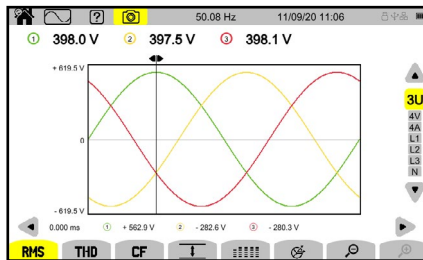 ? 50.08 Hz 11/09/20 11:06
1 398.0 V 2 397.5 V 3 398.1 V
+ 619.5 V
0
- 619.5 V
3U
4V
4A
L1
L2
L3
N
0.000 ms 1 + 562.9 V 2 - 282.6 V 3 - 280.3 V
RMS THD CF